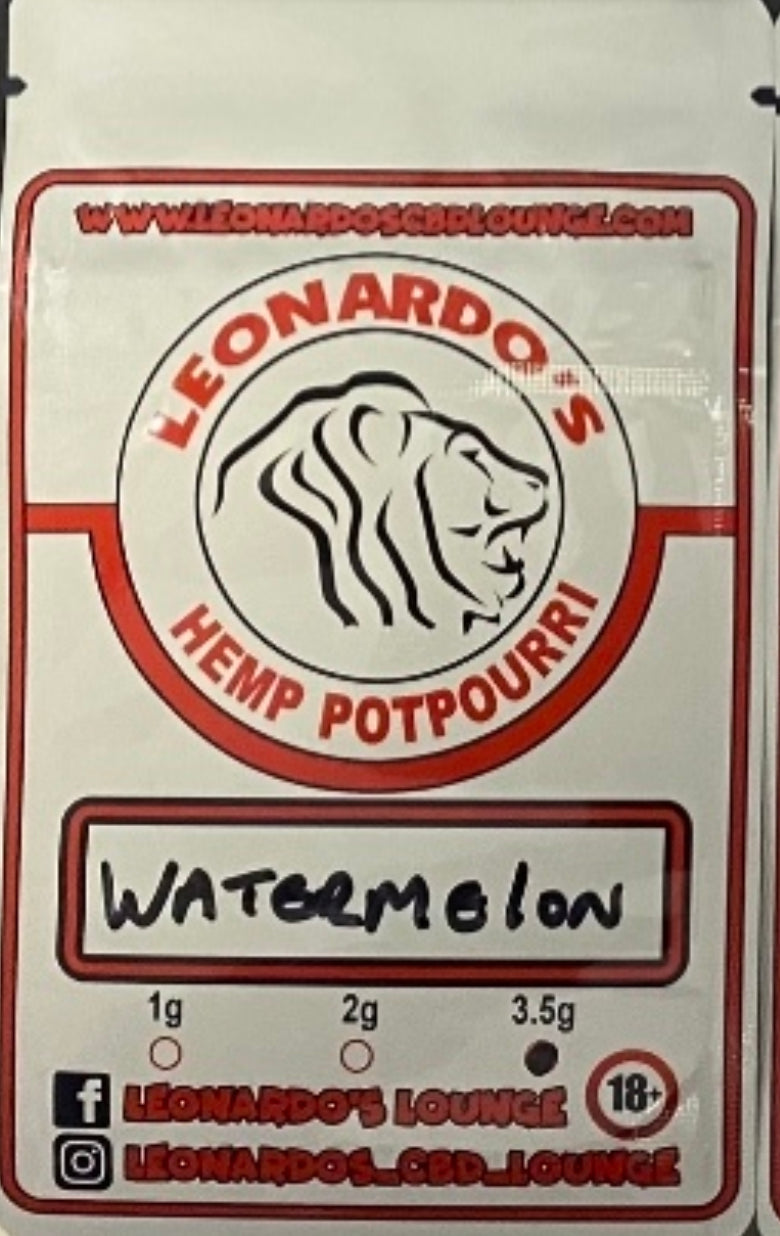 WWW.LEONARDOSCBDLOUNGE.COM
LEONARDO'S
HEMP POTPOURRI
WATERMElON
1g 2g 3.5g
18+
f LEONARDO'S LOUNGE
LEONARDOS_CBD_LOUNGE